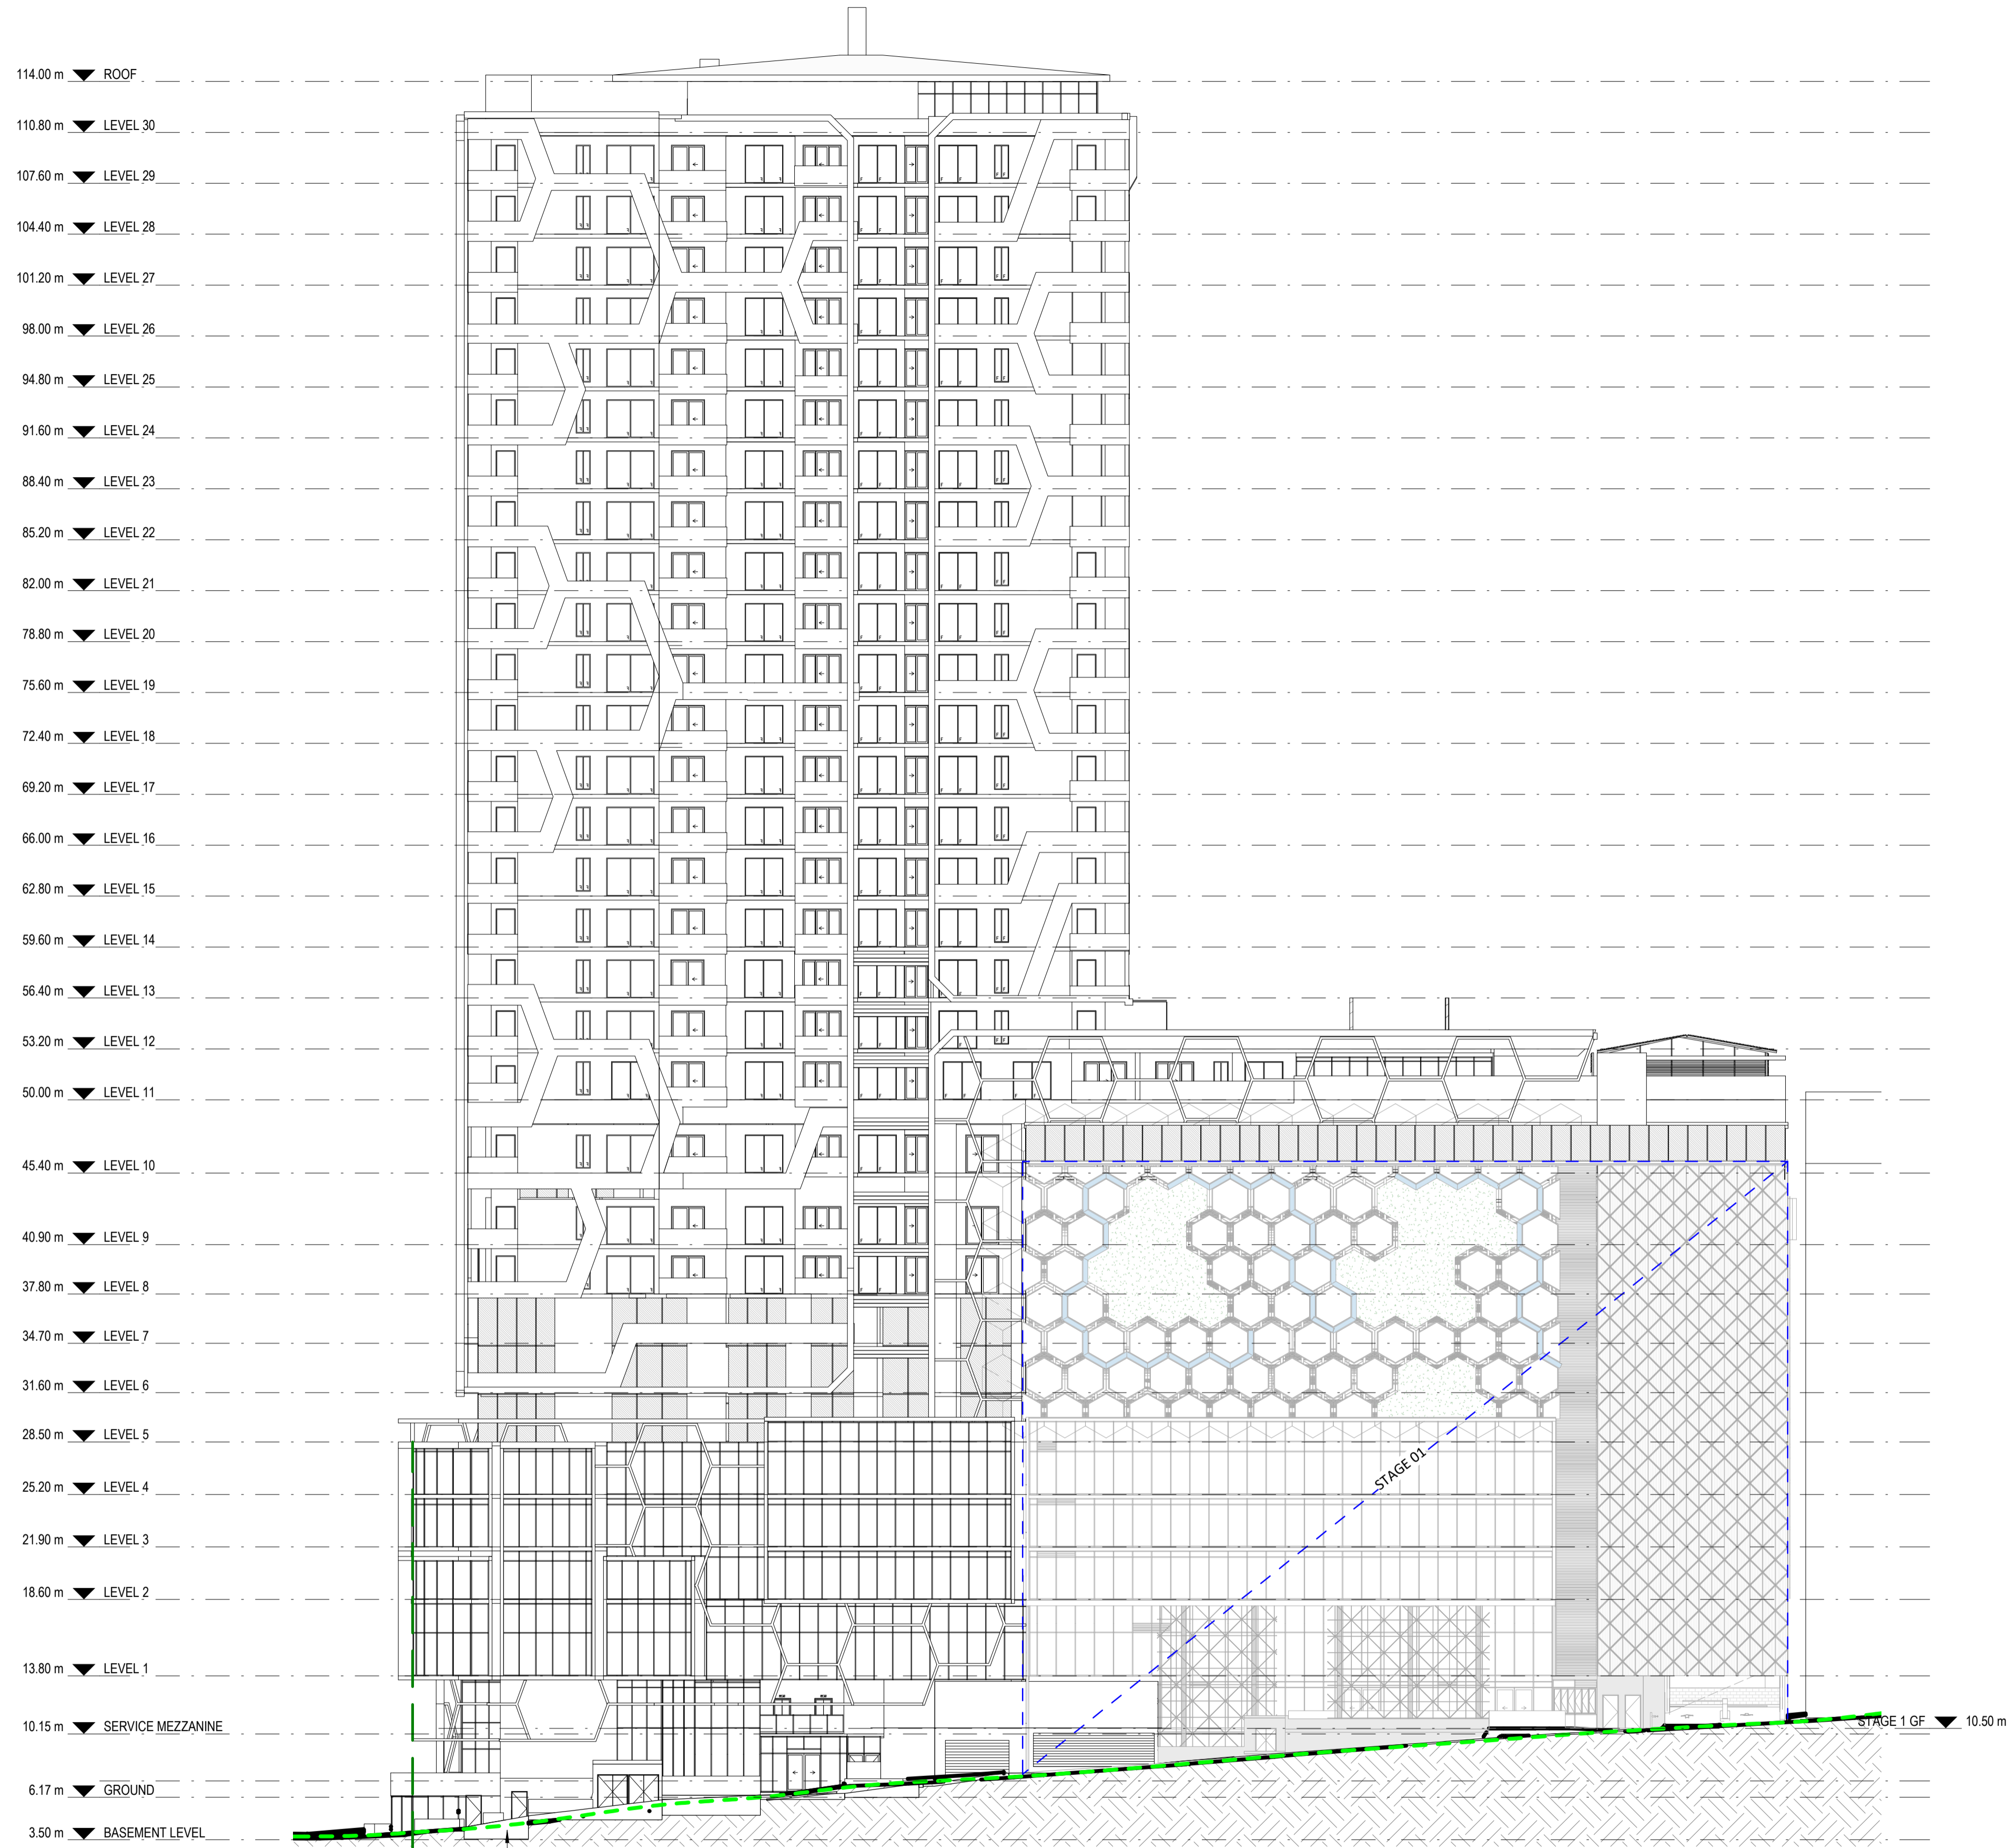 114.00 m ROOF
110.80 m LEVEL 30
107.60 m LEVEL 29
104.40 m LEVEL 28
101.20 m LEVEL 27
98.00 m LEVEL 26
94.80 m LEVEL 25
91.60 m LEVEL 24
88.40 m LEVEL 23
85.20 m LEVEL 22
82.00 m LEVEL 21
78.80 m LEVEL 20
75.60 m LEVEL 19
72.40 m LEVEL 18
69.20 m LEVEL 17
66.00 m LEVEL 16
62.80 m LEVEL 15
59.60 m LEVEL 14
56.40 m LEVEL 13
53.20 m LEVEL 12
50.00 m LEVEL 11
45.40 m LEVEL 10
40.90 m LEVEL 9
37.80 m LEVEL 8
34.70 m LEVEL 7
31.60 m LEVEL 6
28.50 m LEVEL 5
25.20 m LEVEL 4
STAGE 01
21.90 m LEVEL 3
18.60 m LEVEL 2
13.80 m LEVEL 1
10.15 m SERVICE MEZZANINE
STAGE 1 GF 10.50 m
6.17 m GROUND
3.50 m BASEMENT LEVEL